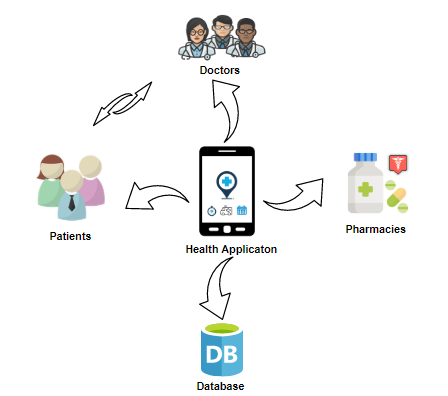 Doctors
Patients
Health Applicaton
Pharmacies
DB
Database